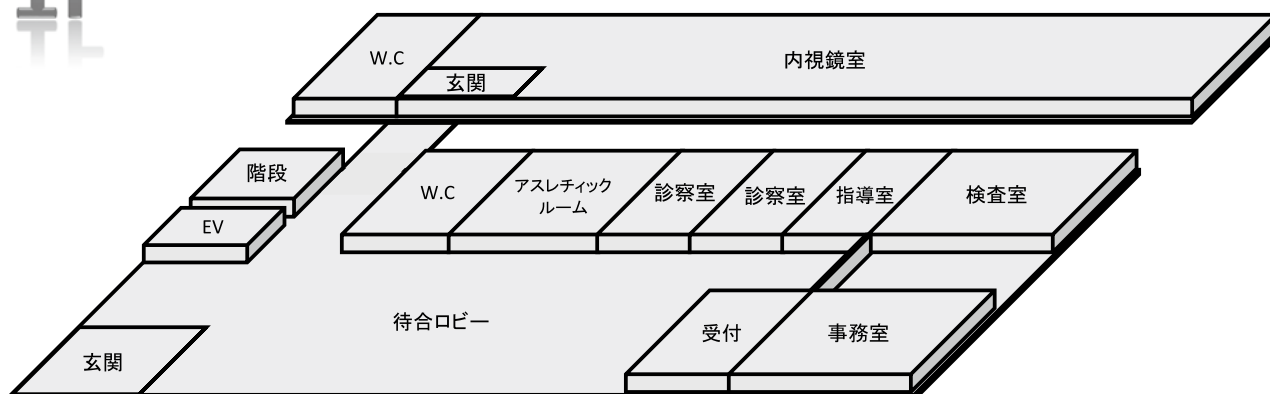 W.C
内視鏡室
玄関
階段
EV
W.C
アスレティック
ルーム
診察室
診察室
指導室
検査室
待合ロビー
受付
事務室
玄関